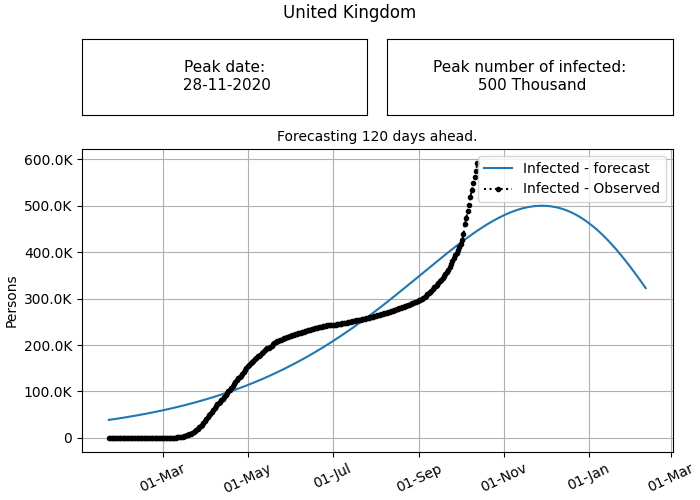 United Kingdom
Peak date:
28-11-2020
Peak number of infected:
500 Thousand
Forecasting 120 days ahead.
Infected - forecast
Infected - Observed
600.0K
500.0K
400.0K
300.0K
200.0K
100.0K
0
Persons
01-Mar
01-May
01-Jul
01-Sep
01-Nov
01-Jan
01-Mar